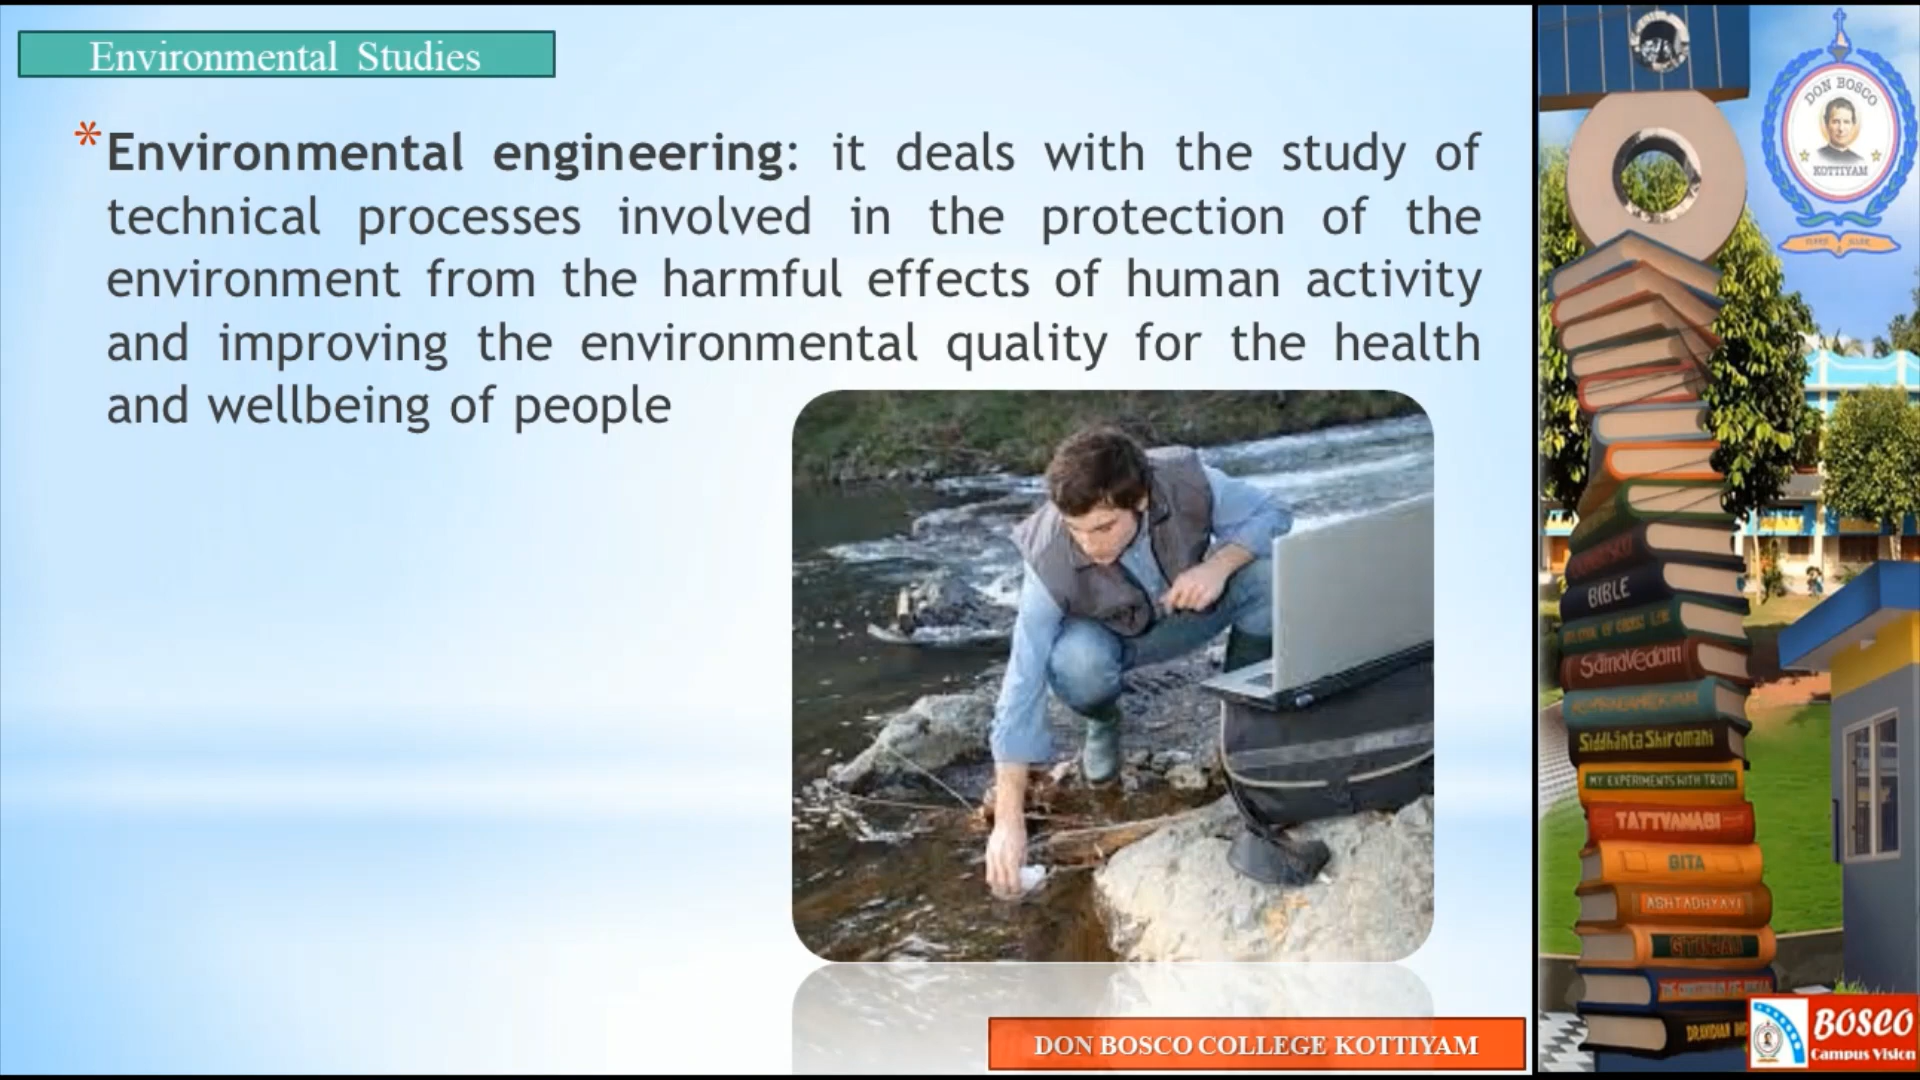 Environmental Studies
* Environmental engineering: it deals with the study of
technical processes involved in the protection of the
environment from the harmful effects of human activity
and improving the environmental quality for the health
and wellbeing of people
DON BOSCO COLLEGE KOTTIYAM
DON BOSCO
KOTTIYAM
BIBLE
SamaVedam
Siddhanta Shiromani
MY EXPERIMENTS WITH TRUTH
GITA
ASHTADHYAYI
BOSCO
Campus Vision